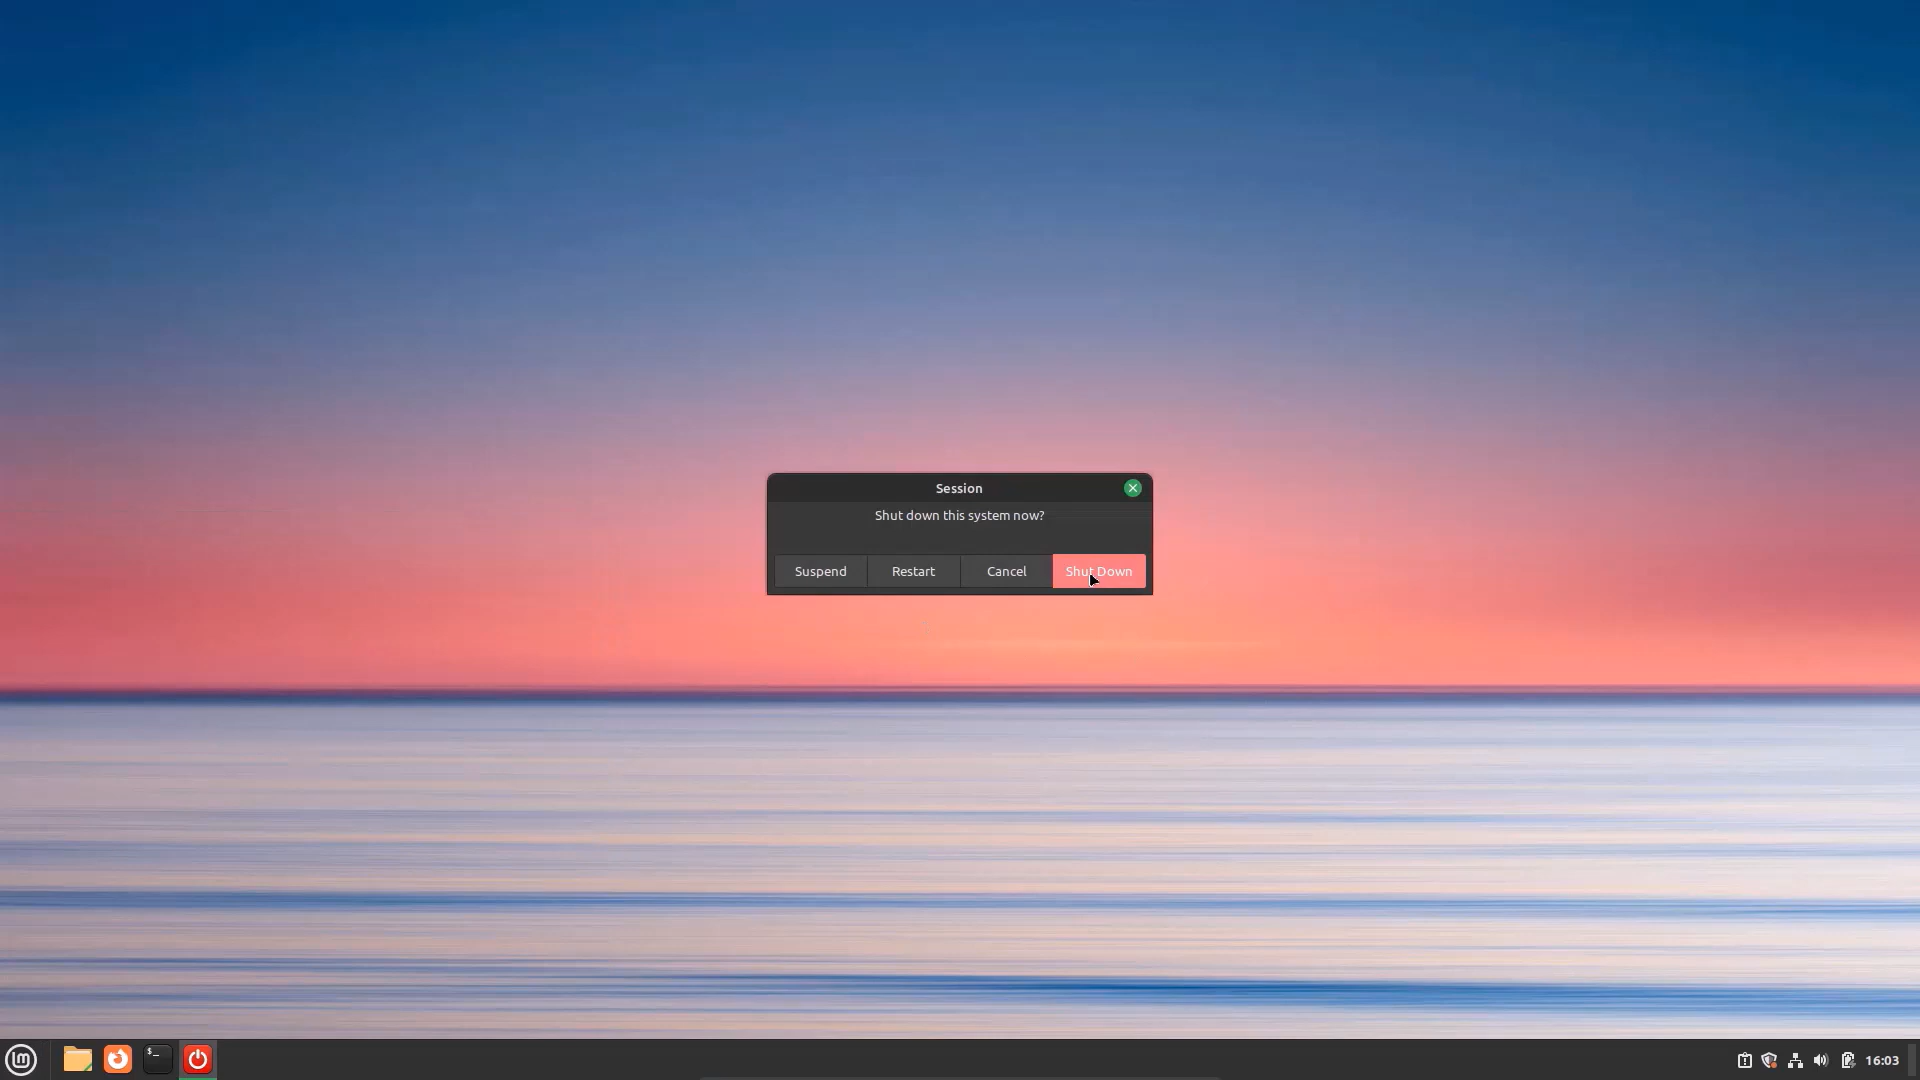 Session
Shut down this system now?
Suspend Restart Cancel Shut Down
$_
16:03